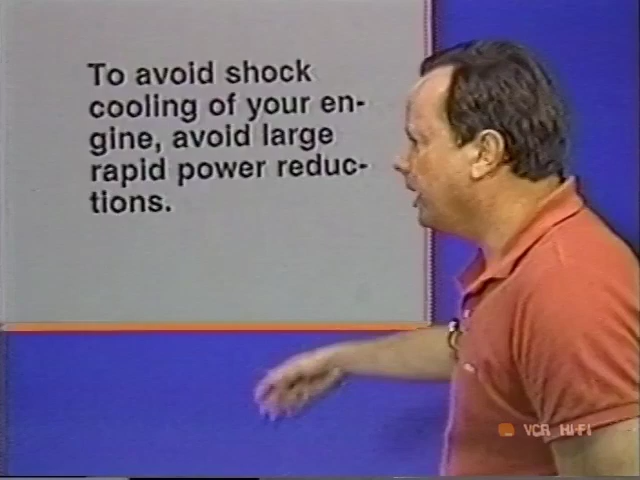 To avoid shock
cooling of your en-
gine, avoid large
rapid power reduc-
tions.
VCR HI-FI